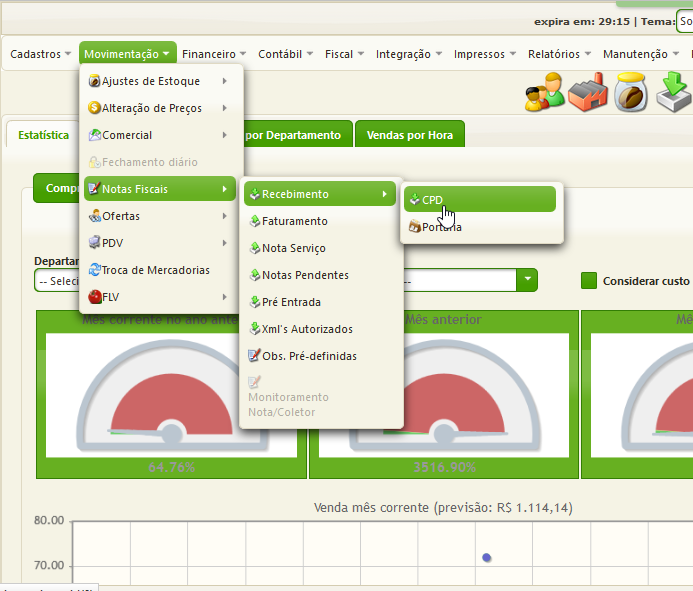 expira em: 29:15 | Tema: So
Cadastros Movimentação Financeiro Contábil Fiscal Integração Impressos Relatórios Manutenção
Ajustes de Estoque
Alteração de Preços
Comercial
Fechamento diário
Notas Fiscais
Ofertas
PDV
Troca de Mercadorias
FLV
Estatística por Departamento Vendas por Hora
Recebimento
Faturamento
Nota Serviço
Notas Pendentes
Pré Entrada
Xml's Autorizados
Obs. Pré-definidas
Monitoramento
Nota/Coletor
CPD
Portaria
Compr
Departam
-- Seleci
--
Considerar custo
Mês corrente no ano ante
Mês anterior
Mê
64.76%
3516.90%
Venda mês corrente (previsão: R$ 1.114,14)
80.00
70.00